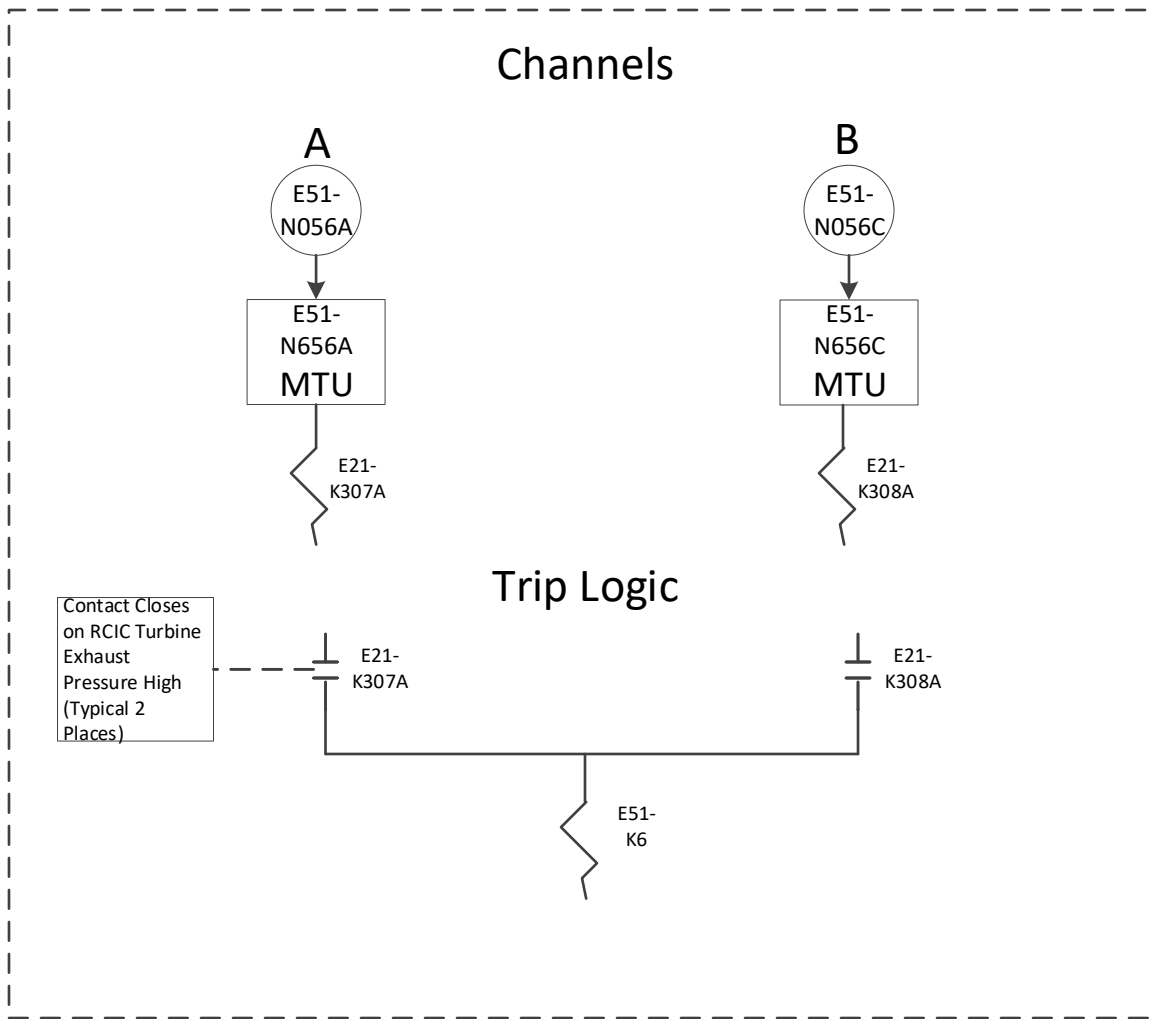 Channels
A
B
E51-
N056A
E51-
N056C
E51-
N656A
MTU
E51-
N656C
MTU
E21-
K307A
E21-
K308A
Trip Logic
Contact Closes
on RCIC Turbine
Exhaust
Pressure High
(Typical 2
Places)
E21-
K307A
E21-
K308A
E51-
K6